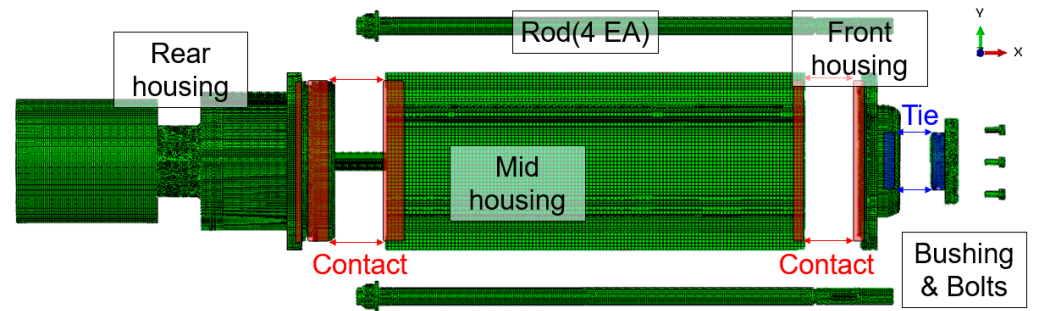 Rod(4 EA)
Rear
housing
Front
housing
Y
X
Tie
Mid
housing
Contact
Contact
Bushing
& Bolts